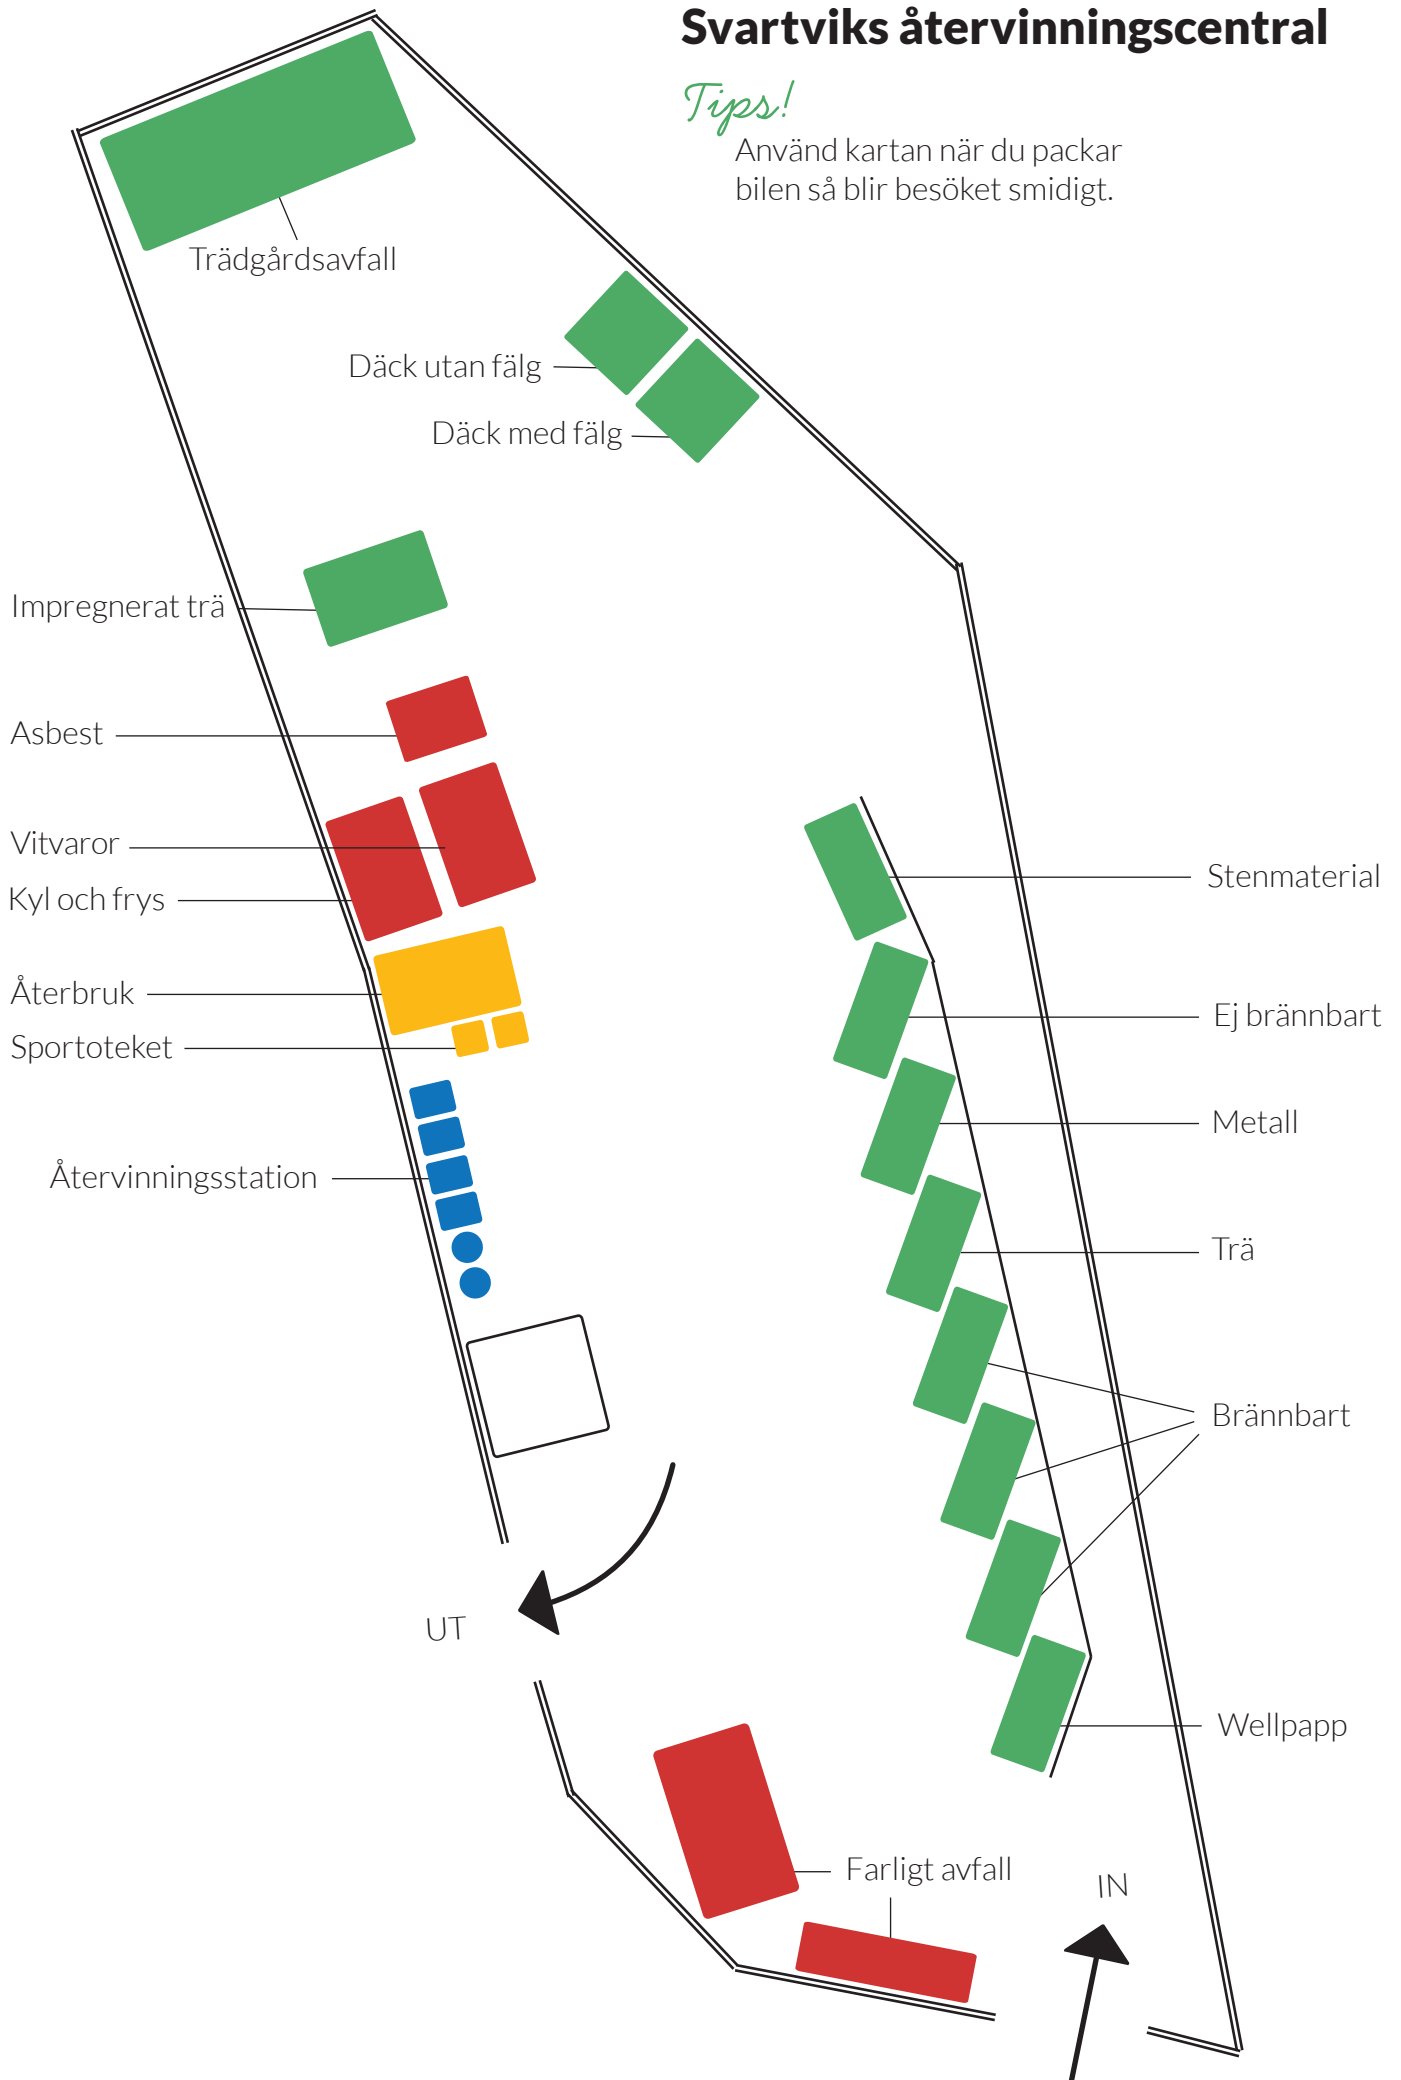 Svartviks återvinningscentral
Tips!
Använd kartan när du packar
bilen så blir besöket smidigt.
Trädgårdsavfall
Däck utan fälg
Däck med fälg
Impregnerat trä
Asbest
Vitvaror
Kyl och frys
Återbruk
Sportoteket
Återvinningsstation
Stenmaterial
Ej brännbart
Metall
Trä
Brännbart
UT
Wellpapp
Farligt avfall
IN